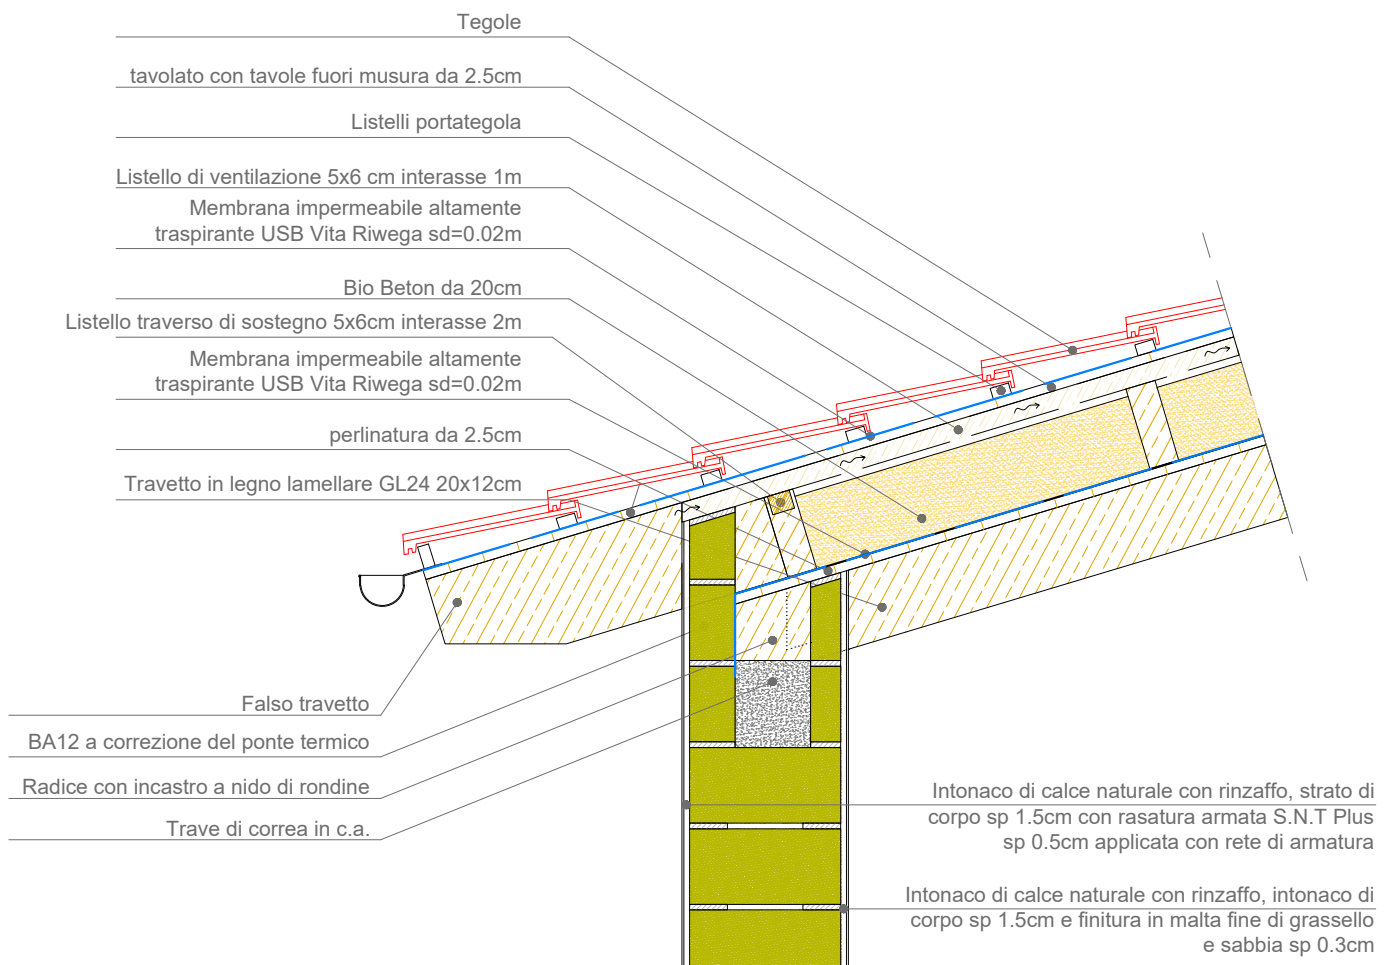 Tegole
tavolato con tavole fuori musura da 2.5cm
Listelli portategola
Listello di ventilazione 5x6 cm interasse 1m
Membrana impermeabile altamente
traspirante USB Vita Riwega sd=0.02m
Bio Beton da 20cm
Listello traverso di sostegno 5x6cm interasse 2m
Membrana impermeabile altamente
traspirante USB Vita Riwega sd=0.02m
perlinatura da 2.5cm
Travetto in legno lamellare GL24 20x12cm
Falso travetto
BA12 a correzione del ponte termico
Radice con incastro a nido di rondine
Trave di correa in c.a.
Intonaco di calce naturale con rinzaffo, strato di
corpo sp 1.5cm con rasatura armata S.N.T Plus
sp 0.5cm applicata con rete di armatura
Intonaco di calce naturale con rinzaffo, intonaco di
corpo sp 1.5cm e finitura in malta fine di grassello
e sabbia sp 0.3cm